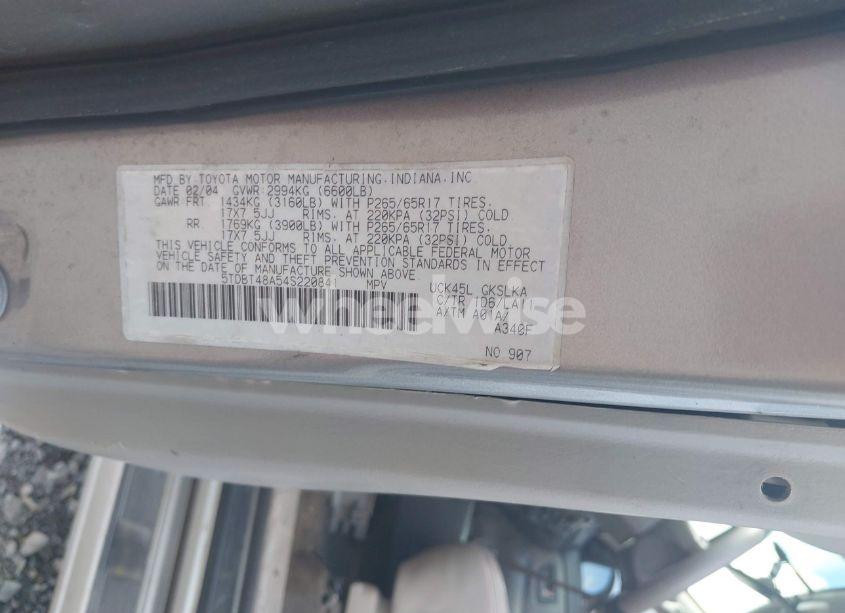 MFD BY TOYOTA MOTOR MANUFACTURING, INDIANA, INC
DATE 02/04 GVWR 2994KG (6600LB)
GAWR FRT 1434KG (3160LB) WITH P265/65R17 TIRES.
17X7.5JJ RIMS. AT 220KPA (32PSI) COLD
RR 1769KG (3900LB) WITH P265/65R17 TIRES.
17X7.5JJ RIMS. AT 220KPA (32PSI) COLD.
THIS VEHICLE CONFORMS TO ALL APPLICABLE FEDERAL MOTOR
VEHICLE SAFETY AND THEFT PREVENTION STANDARDS IN EFFECT
ON DATE OF MANUFACTURE SHOWN ABOVE
5TDBT48A54S220841 MPV
UCK45L GKSLKA
C/TR 1D6/LA11
A/TM A01A/
A340F
NO 907
wheelwise